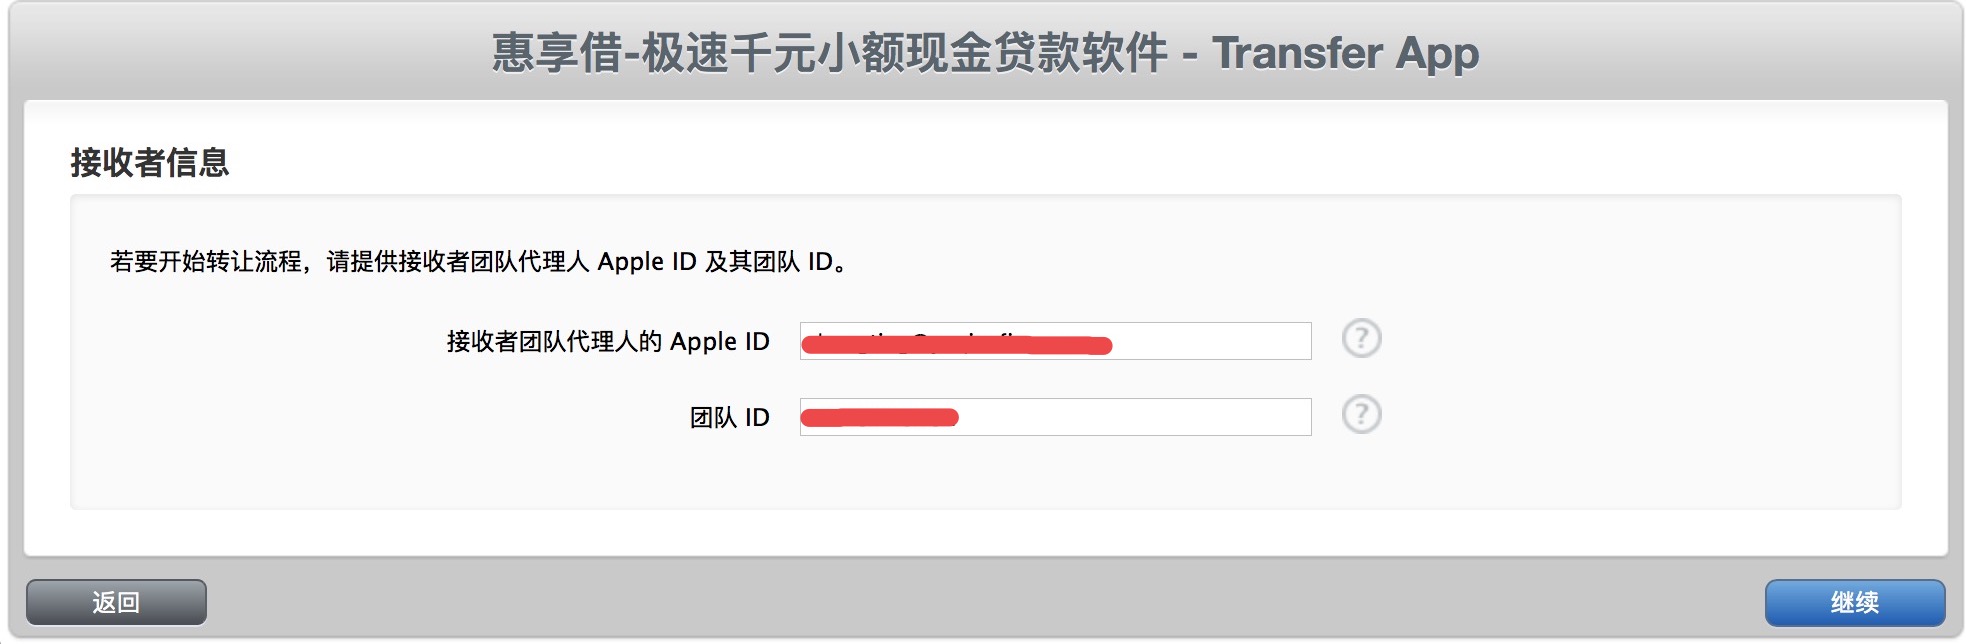 惠享借-极速千元小额现金贷款软件 - Transfer App
接收者信息
若要开始转让流程，请提供接收者团队代理人 Apple ID 及其团队 ID。
接收者团队代理人的 Apple ID
?
团队 ID
?
返回
继续